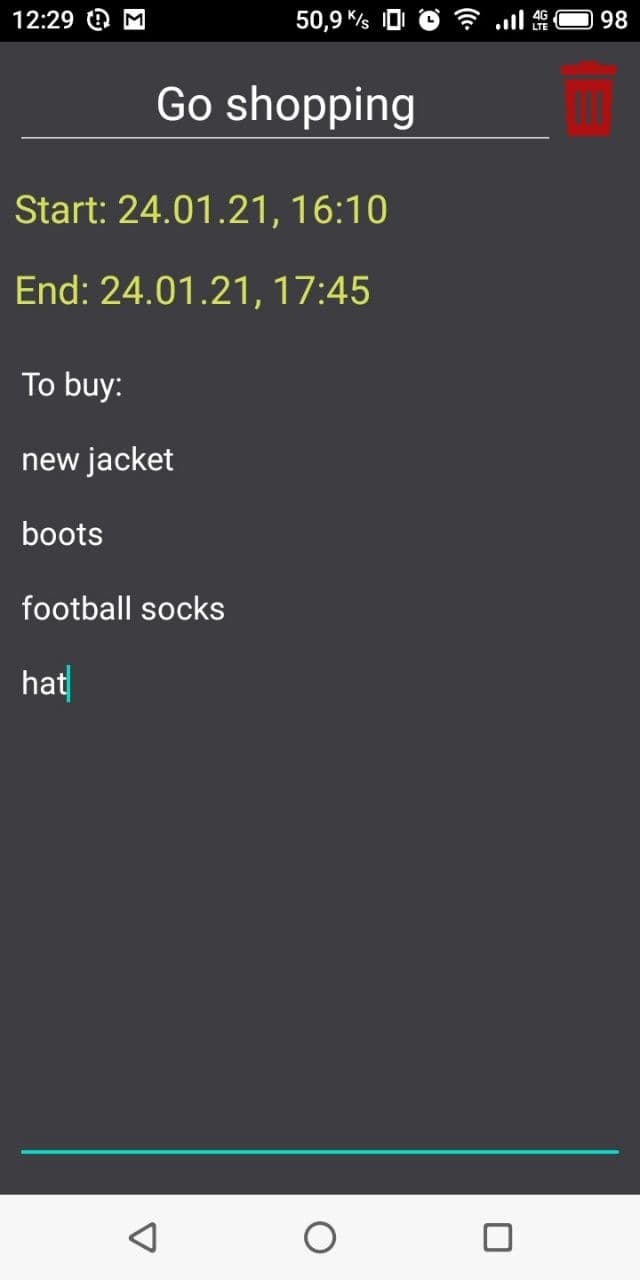 12:29 50,9 K/s 4G LTE 98
Go shopping
Start: 24.01.21, 16:10
End: 24.01.21, 17:45
To buy:
new jacket
boots
football socks
hat